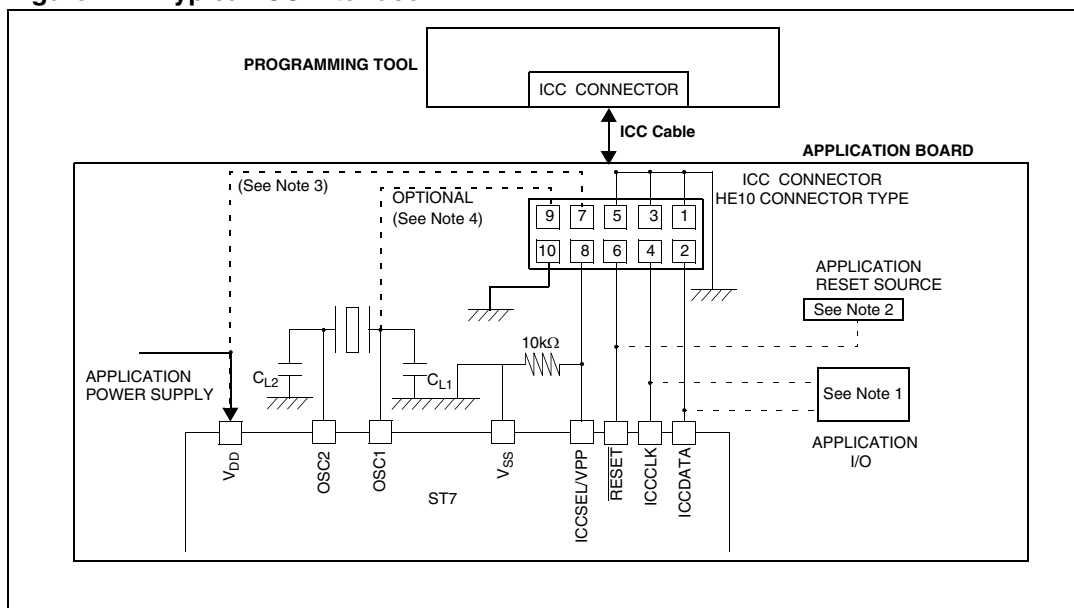 PROGRAMMING TOOL
ICC CONNECTOR
ICC Cable
APPLICATION BOARD
(See Note 3)
OPTIONAL
(See Note 4)
ICC CONNECTOR
HE10 CONNECTOR TYPE
9 7 5 3 1
10 8 6 4 2
APPLICATION
RESET SOURCE
See Note 2
10kΩ
CL2
CL1
APPLICATION
POWER SUPPLY
See Note 1
APPLICATION
I/O
VDD
OSC2
OSC1
VSS
ICCSEL/VPP
RESET
ICCCLK
ICCDATA
ST7